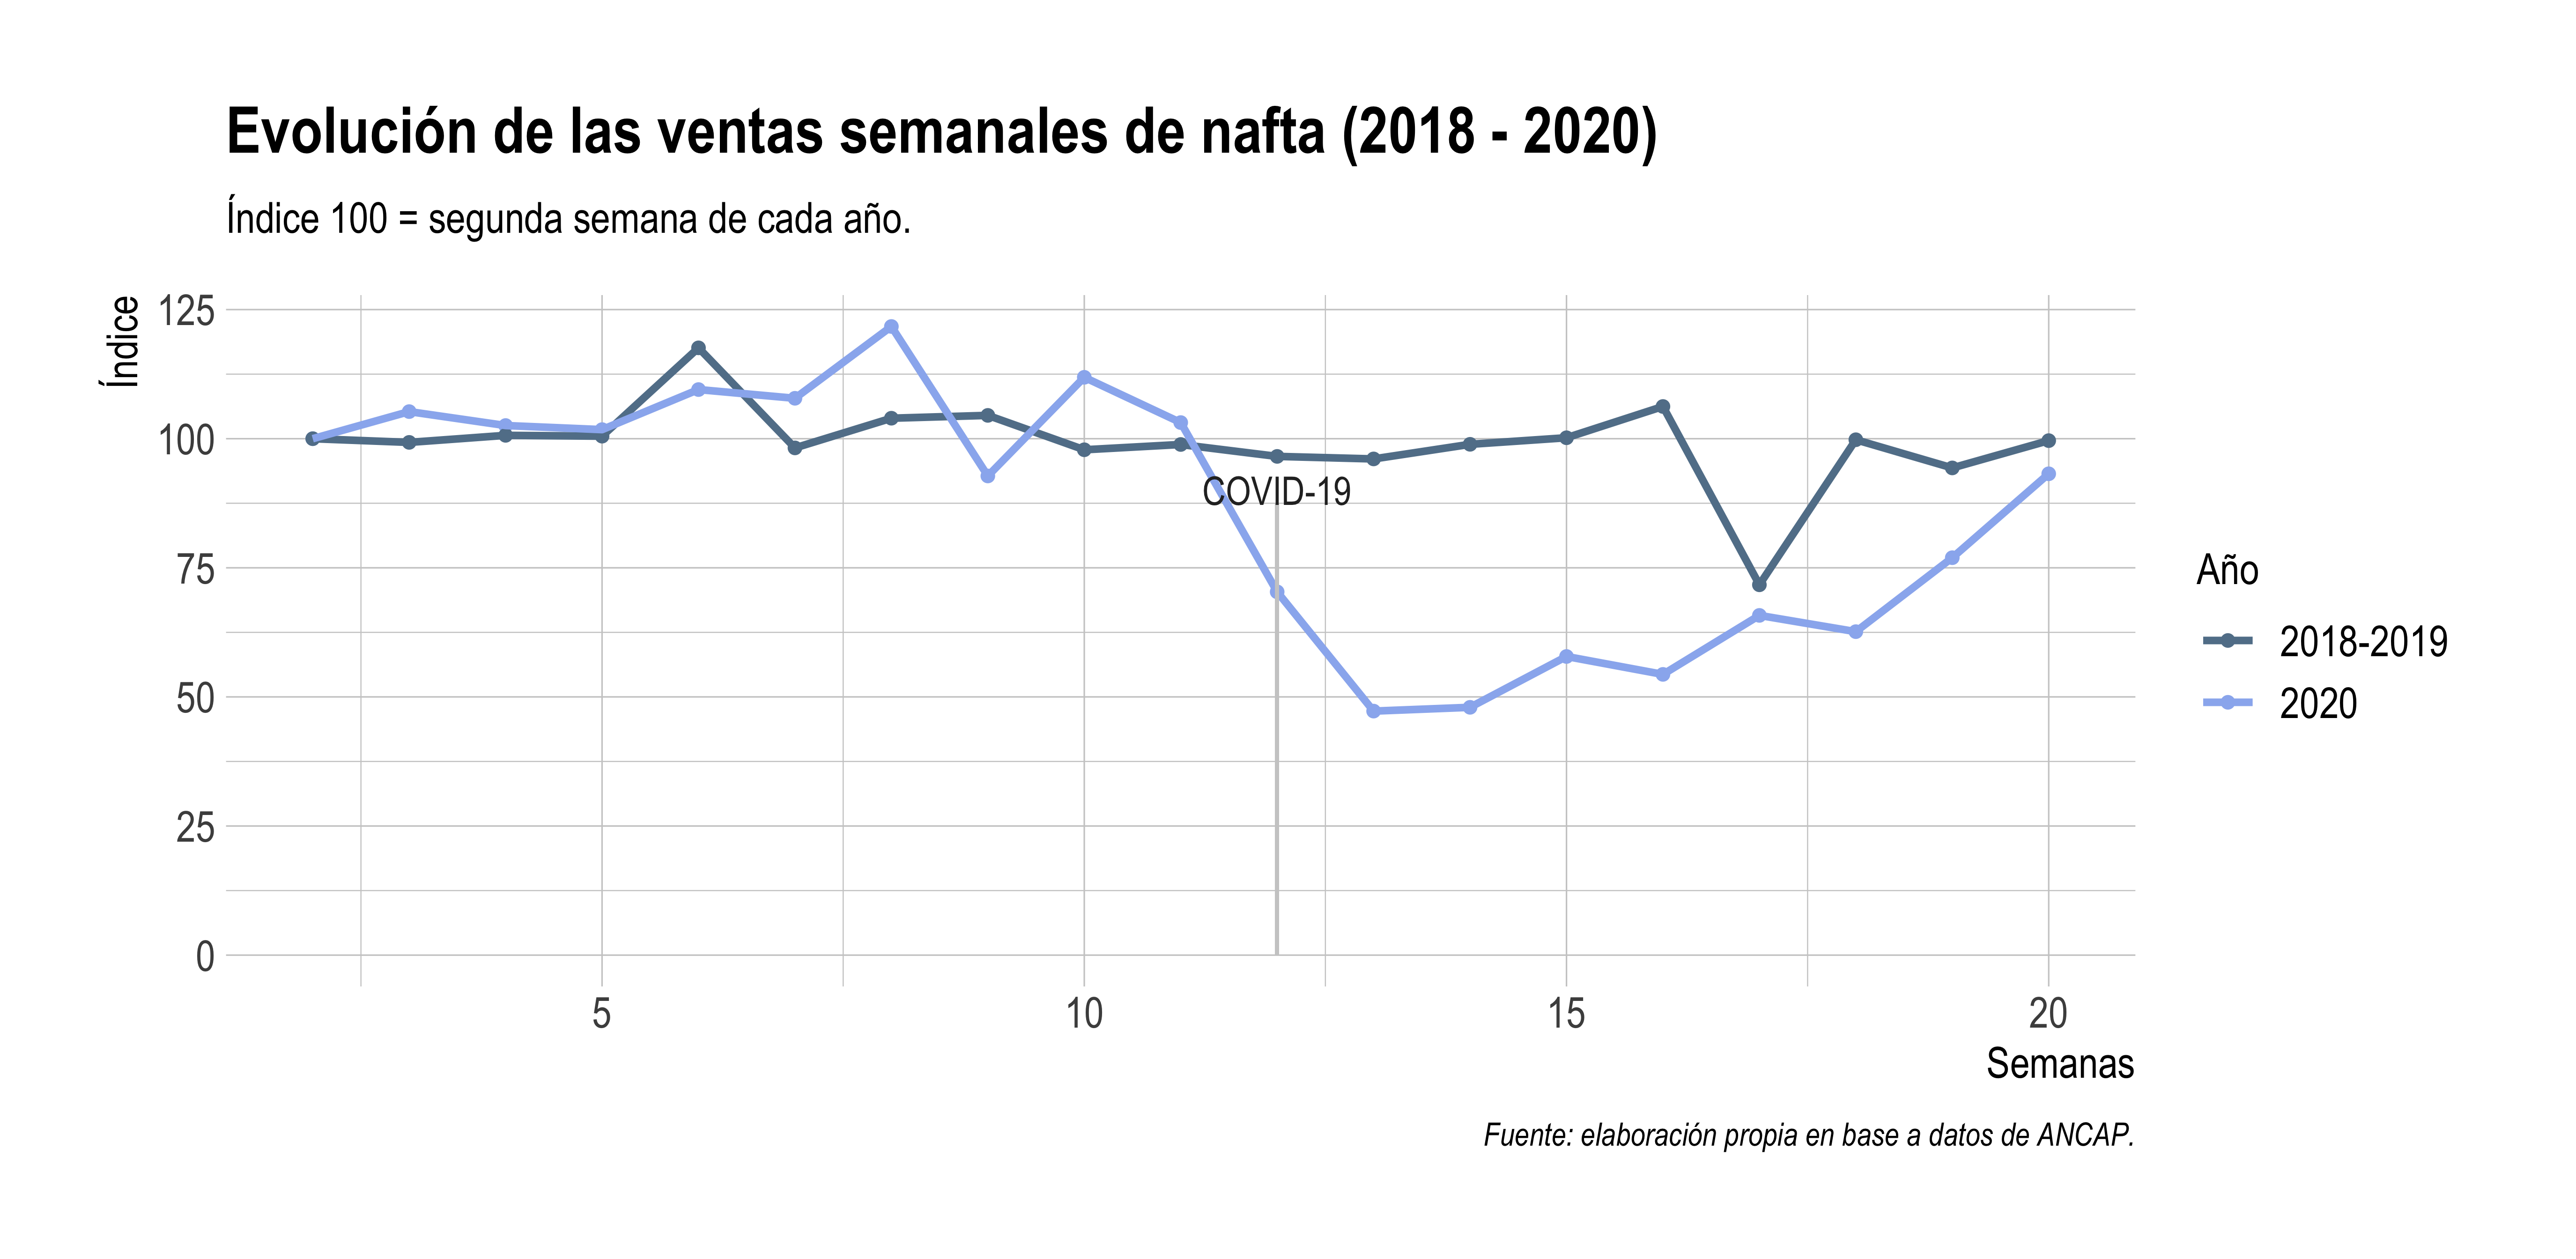 Evolución de las ventas semanales de nafta (2018 - 2020)
Índice 100 = segunda semana de cada año.
Índice
125
100
75
50
25
0
COVID-19
5
10
15
20
Semanas
Año
2018-2019
2020
Fuente: elaboración propia en base a datos de ANCAP.